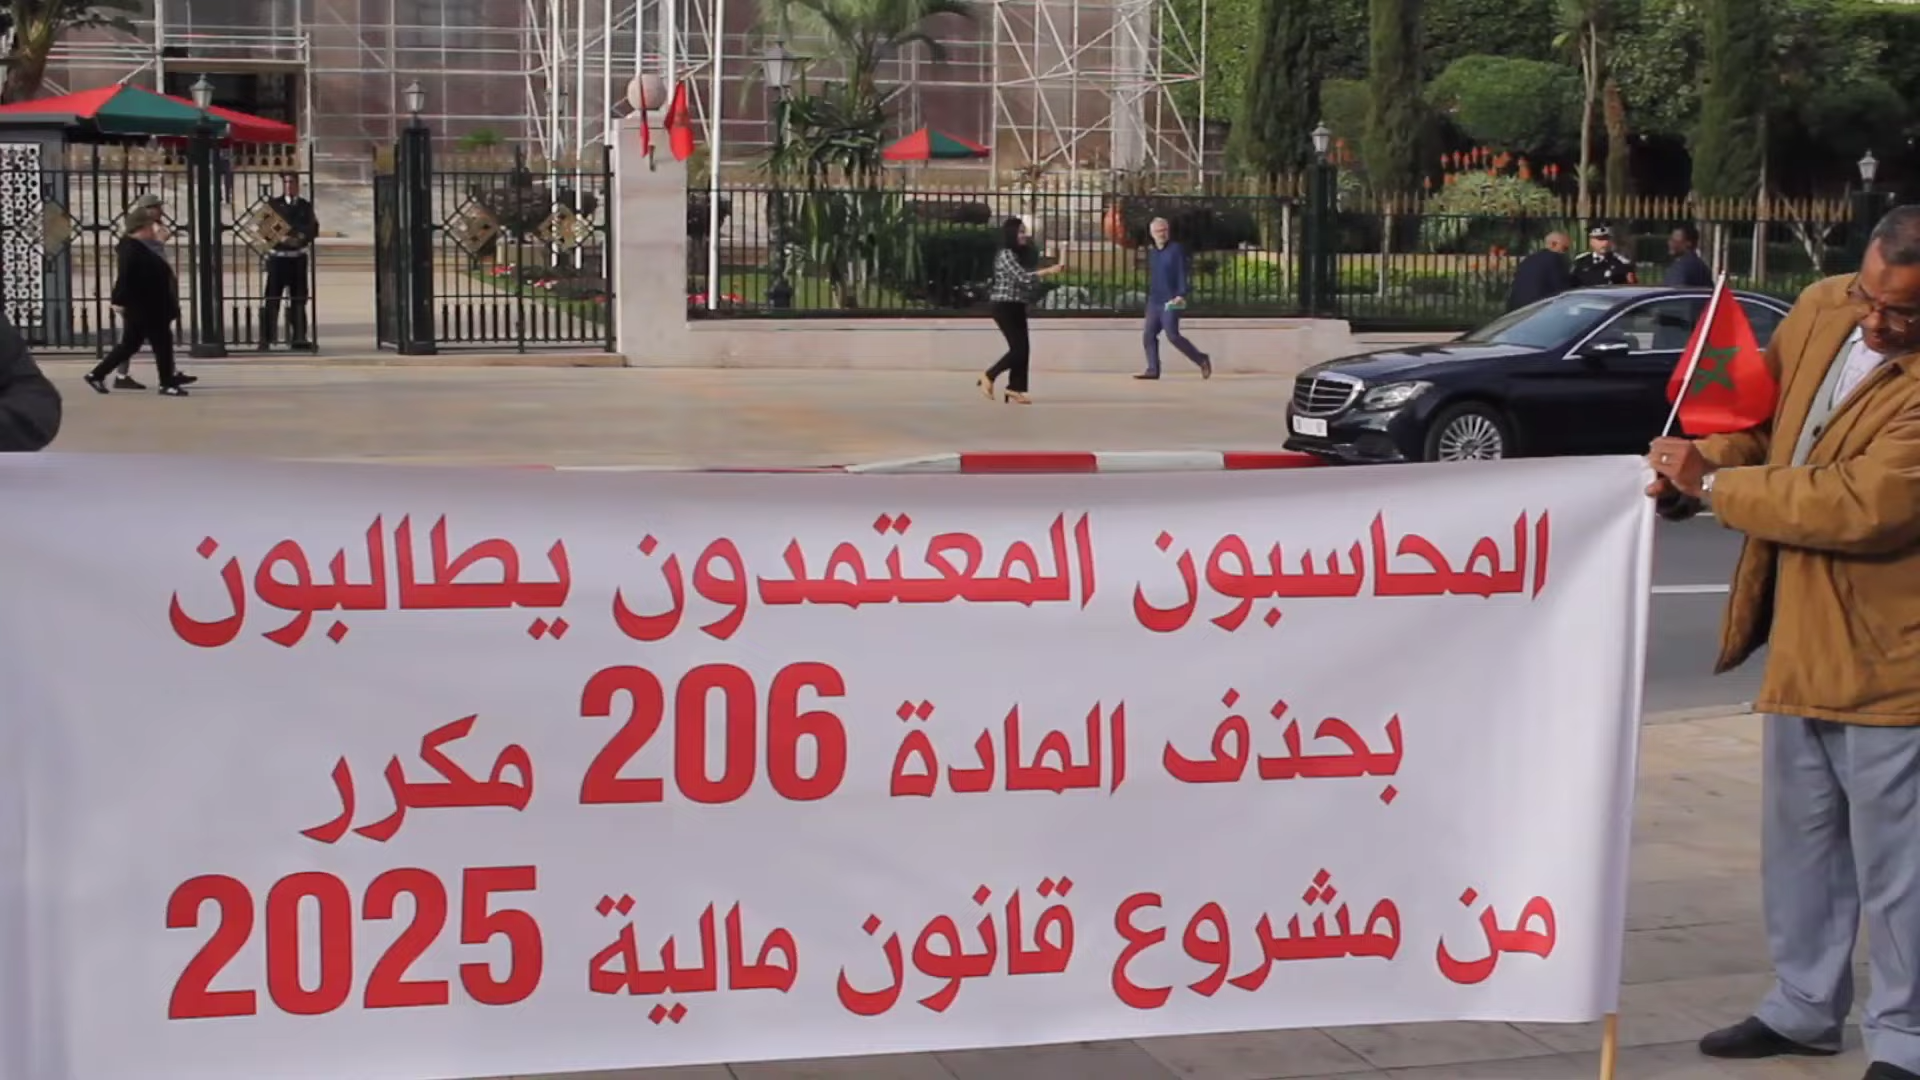 المحاسبون المعتمدون يطالبون
بحذف المادة 206 مكرر
من مشروع قانون مالية 2025